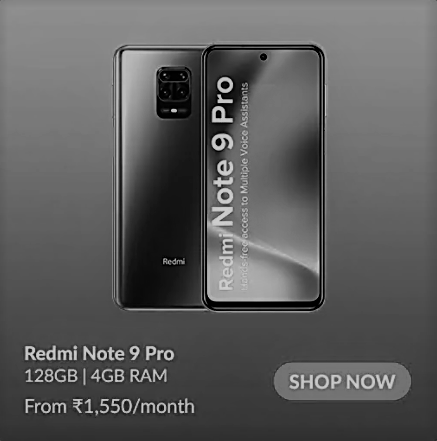 Redmi Note 9 Pro
Hands-free access to Multiple Voice Assistants
Redmi
Redmi Note 9 Pro
128GB | 4GB RAM
From ₹1,550/month
SHOP NOW